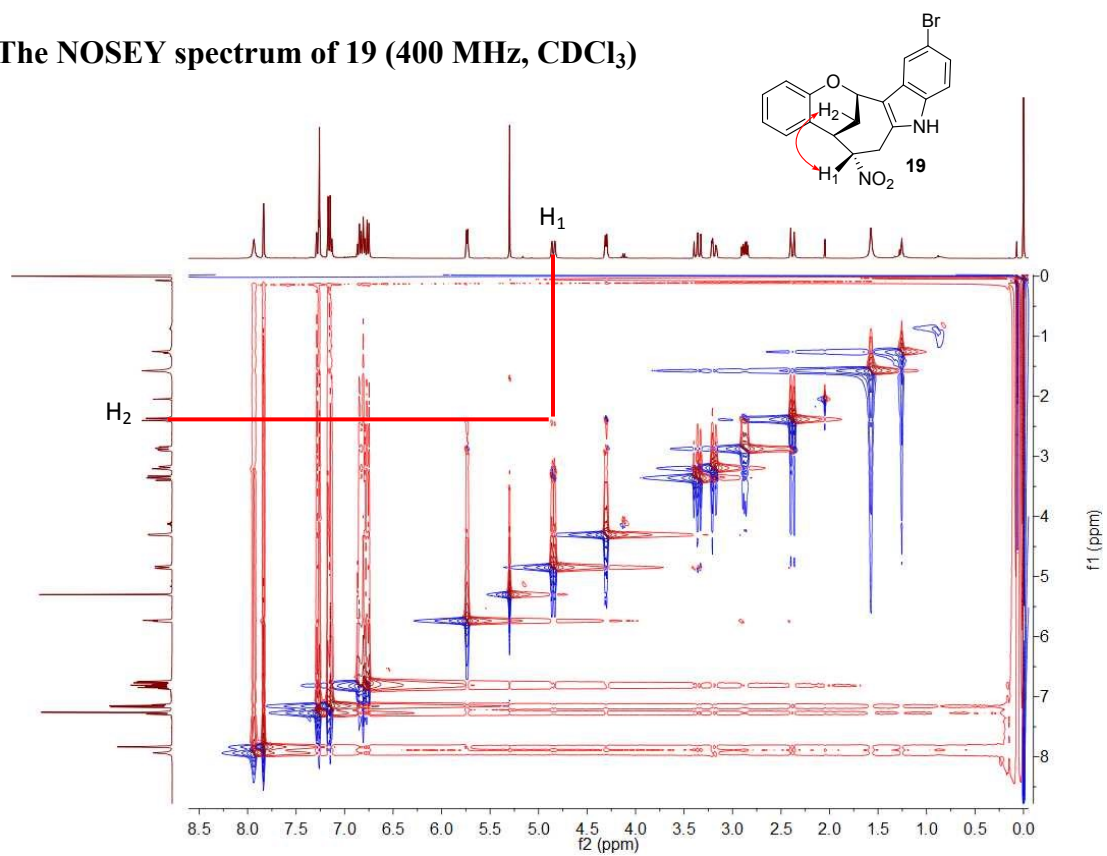 The NOSEY spectrum of 19 (400 MHz, CDCl₃)
Br
O
H₂
NH
H₁
NO₂
19
H₁
H₂
0
1
2
3
4
5
6
7
8
f1 (ppm)
8.5 8.0 7.5 7.0 6.5 6.0 5.5 5.0 4.5 4.0 3.5 3.0 2.5 2.0 1.5 1.0 0.5 0.0
f2 (ppm)